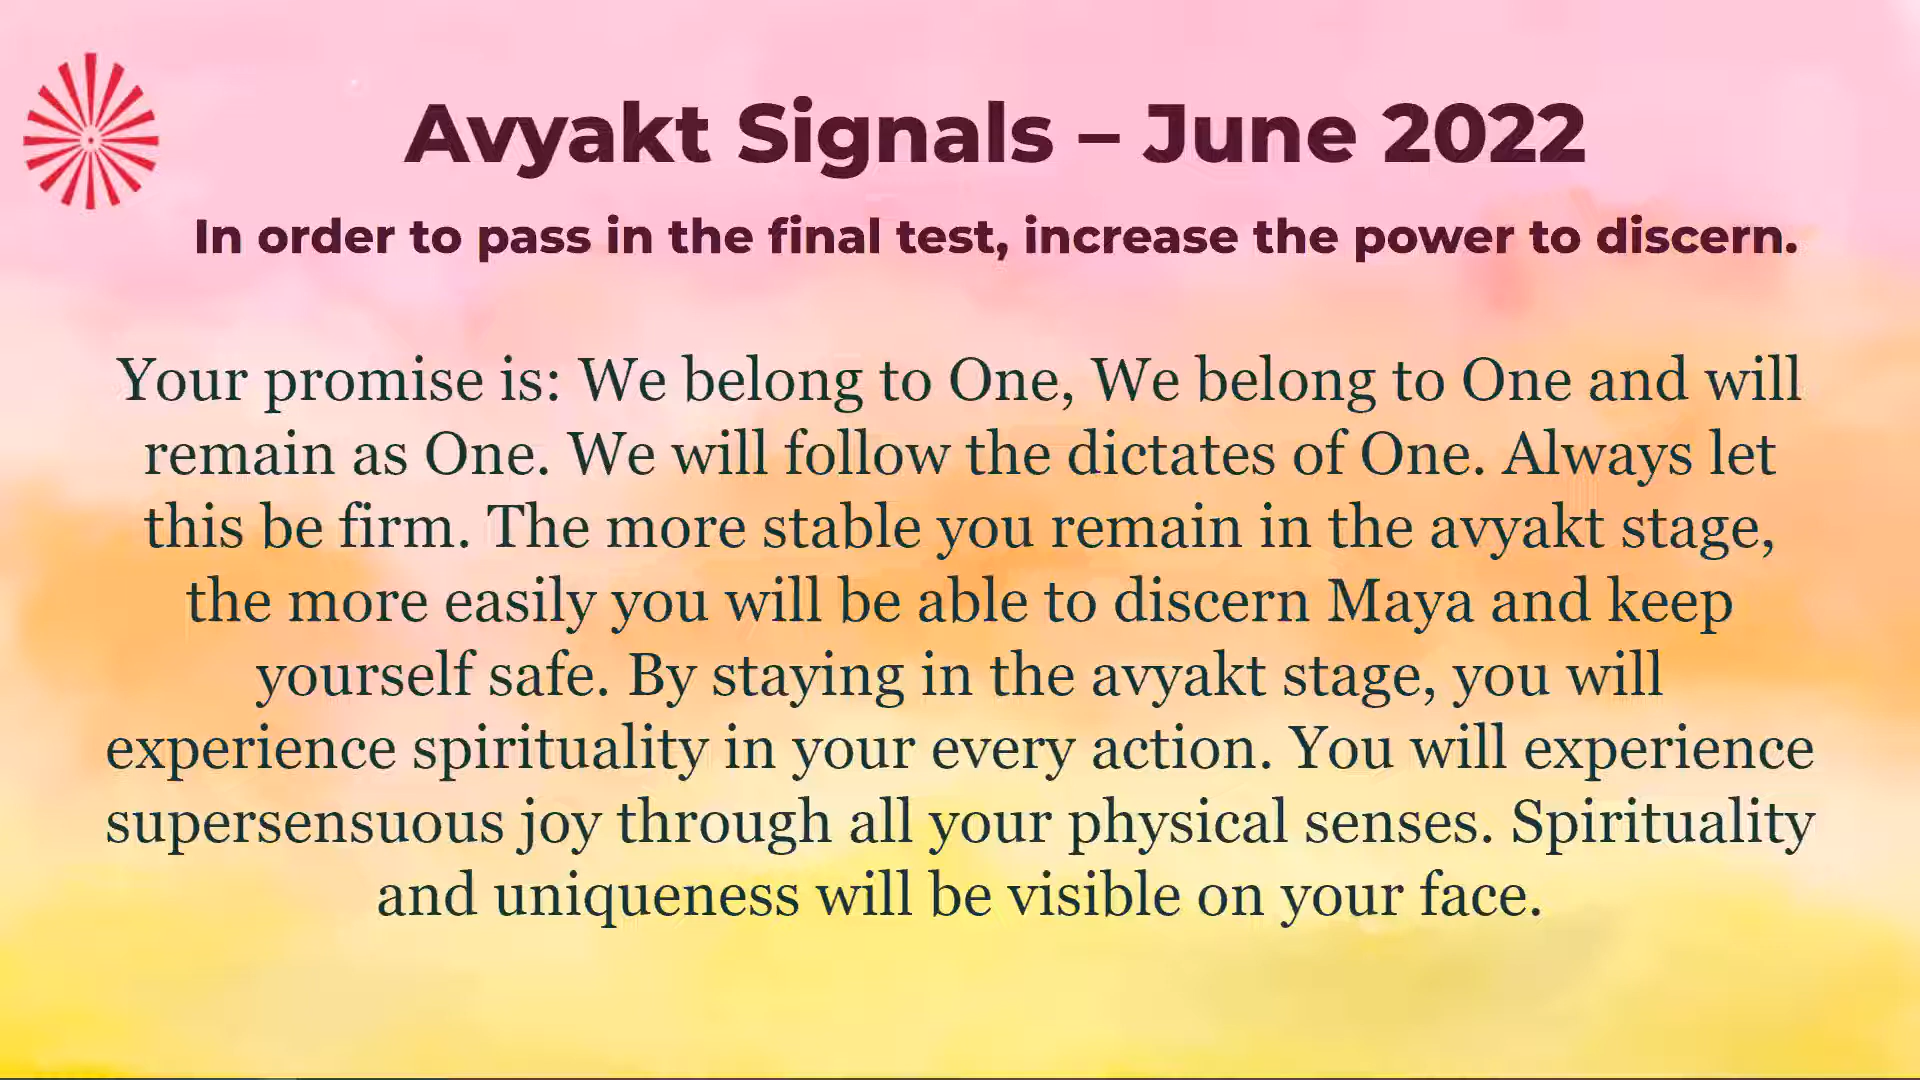 Avyakt Signals – June 2022
In order to pass in the final test, increase the power to discern.
Your promise is: We belong to One, We belong to One and will
remain as One. We will follow the dictates of One. Always let
this be firm. The more stable you remain in the avyakt stage,
the more easily you will be able to discern Maya and keep
yourself safe. By staying in the avyakt stage, you will
experience spirituality in your every action. You will experience
supersensuous joy through all your physical senses. Spirituality
and uniqueness will be visible on your face.